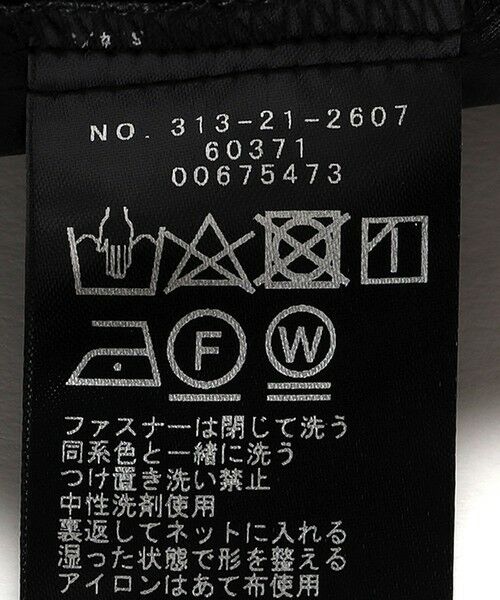 NO. 313-21-2607
60371
00675473
F
W
ファスナーは閉じて洗う
同系色と一緒に洗う
つけ置き洗い禁止
中性洗剤使用
裏返してネットに入れる
湿った状態で形を整える
アイロンはあて布使用